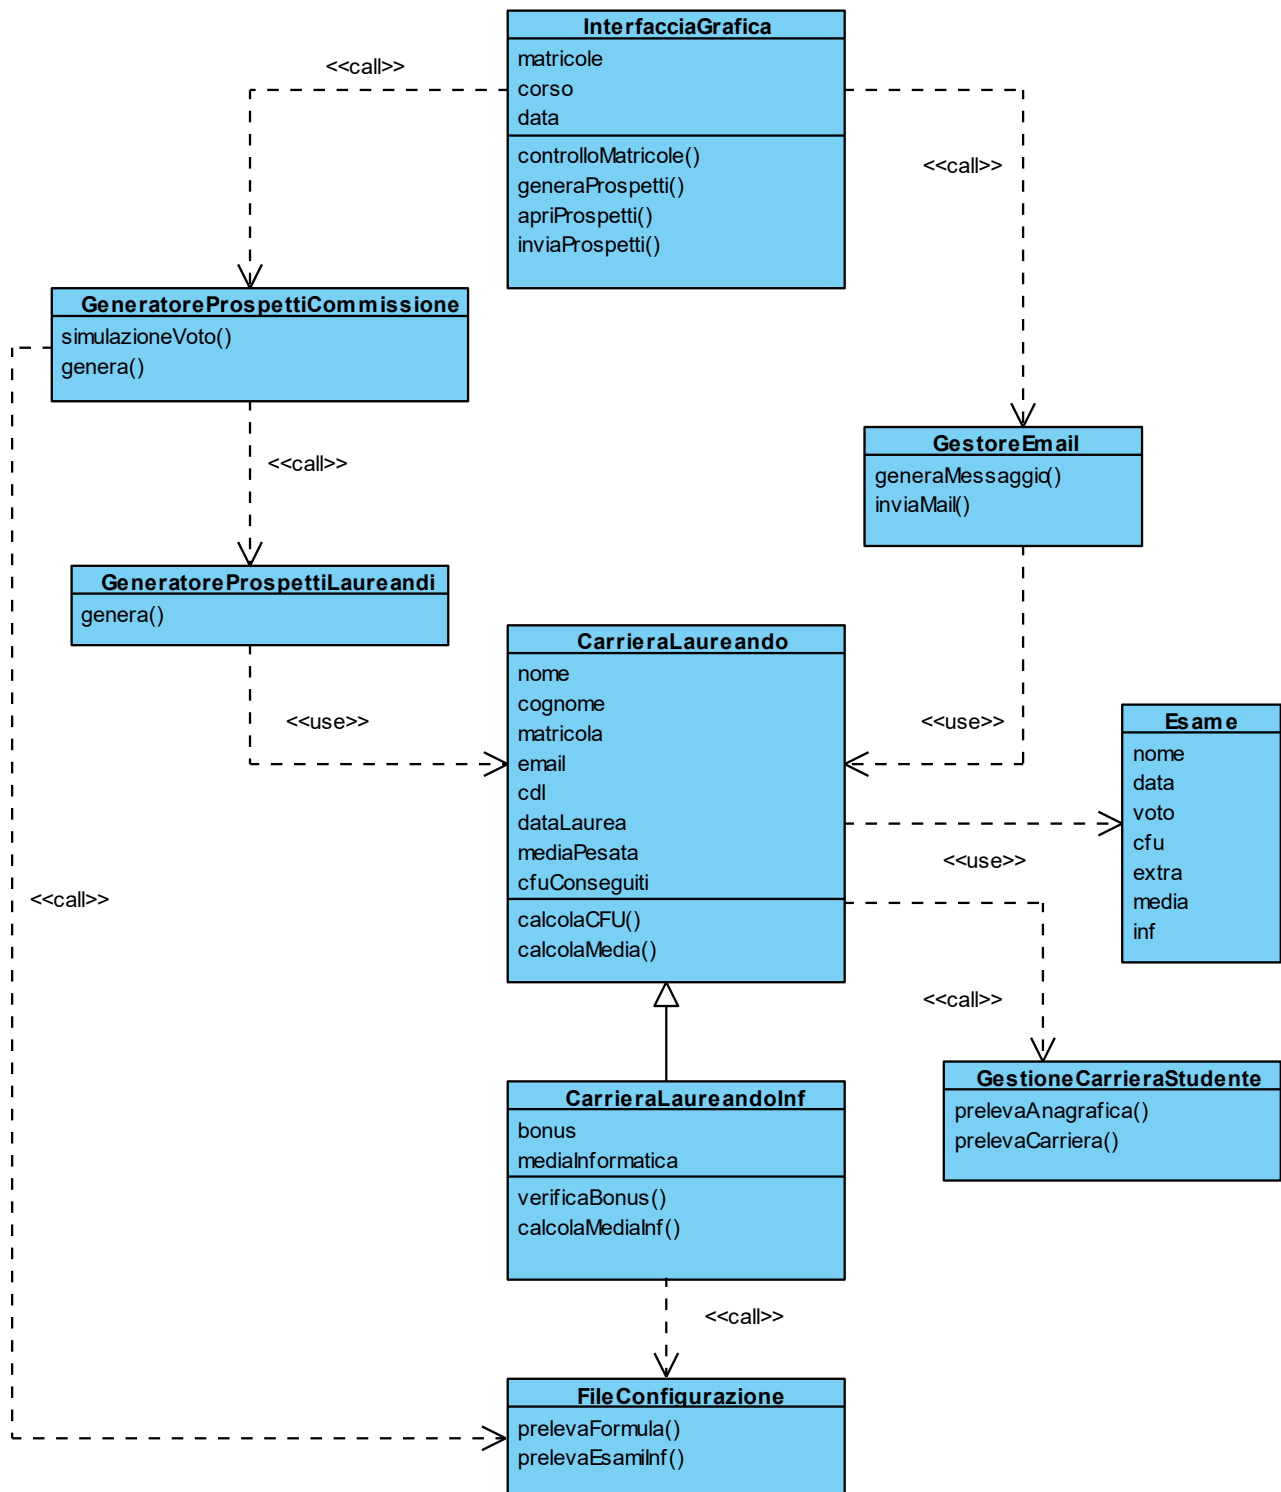 InterfacciaGrafica
matricole
corso
data
controlloMatricole()
generaProspetti()
apriProspetti()
inviaProspetti()
<<call>>
<<call>>
GeneratoreProspettiCommissione
simulazioneVoto()
genera()
<<call>>
GestoreEmail
generaMessaggio()
inviaMail()
GeneratoreProspettiLaureandi
genera()
<<use>>
CarrieraLaureando
nome
cognome
matricola
email
cdl
dataLaurea
mediaPesata
cfuConseguiti
calcolaCFU()
calcolaMedia()
<<use>>
Esame
nome
data
voto
cfu
extra
media
inf
<<use>>
<<call>>
<<call>>
GestioneCarrieraStudente
prelevaAnagrafica()
prelevaCarriera()
CarrieraLaureandoInf
bonus
mediaInformatica
verificaBonus()
calcolaMediaInf()
<<call>>
FileConfigurazione
prelevaFormula()
prelevaEsamiInf()